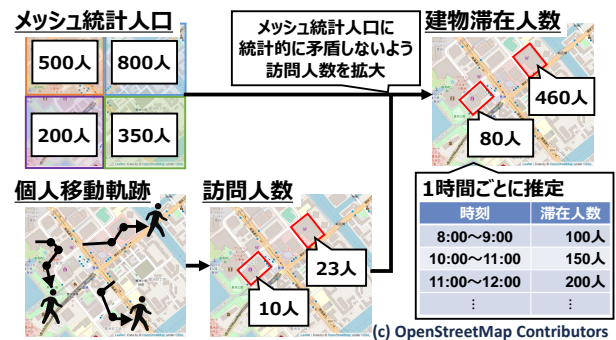 メッシュ統計人口
500人
800人
200人
350人
メッシュ統計人口に
統計的に矛盾しないよう
訪問人数を拡大
建物滞在人数
460人
80人
個人移動軌跡
訪問人数
23人
10人
1時間ごとに推定
時刻 滞在人数
8:00～9:00 100人
10:00～11:00 150人
11:00～12:00 200人
⋮ ⋮
(c) OpenStreetMap Contributors